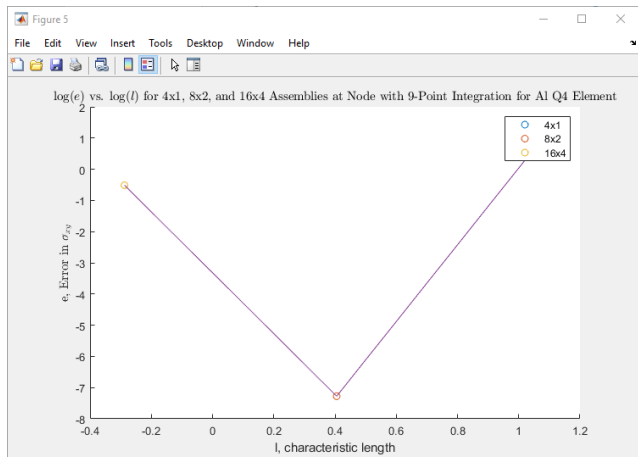 Figure 5
File Edit View Insert Tools Desktop Window Help
log(e) vs. log(l) for 4x1, 8x2, and 16x4 Assemblies at Node with 9-Point Integration for Al Q4 Element
2
1
0
-1
-2
-3
-4
-5
-6
-7
-8
e, Error in σxy
4x1
8x2
16x4
-0.4 -0.2 0 0.2 0.4 0.6 0.8 1 1.2
l, characteristic length